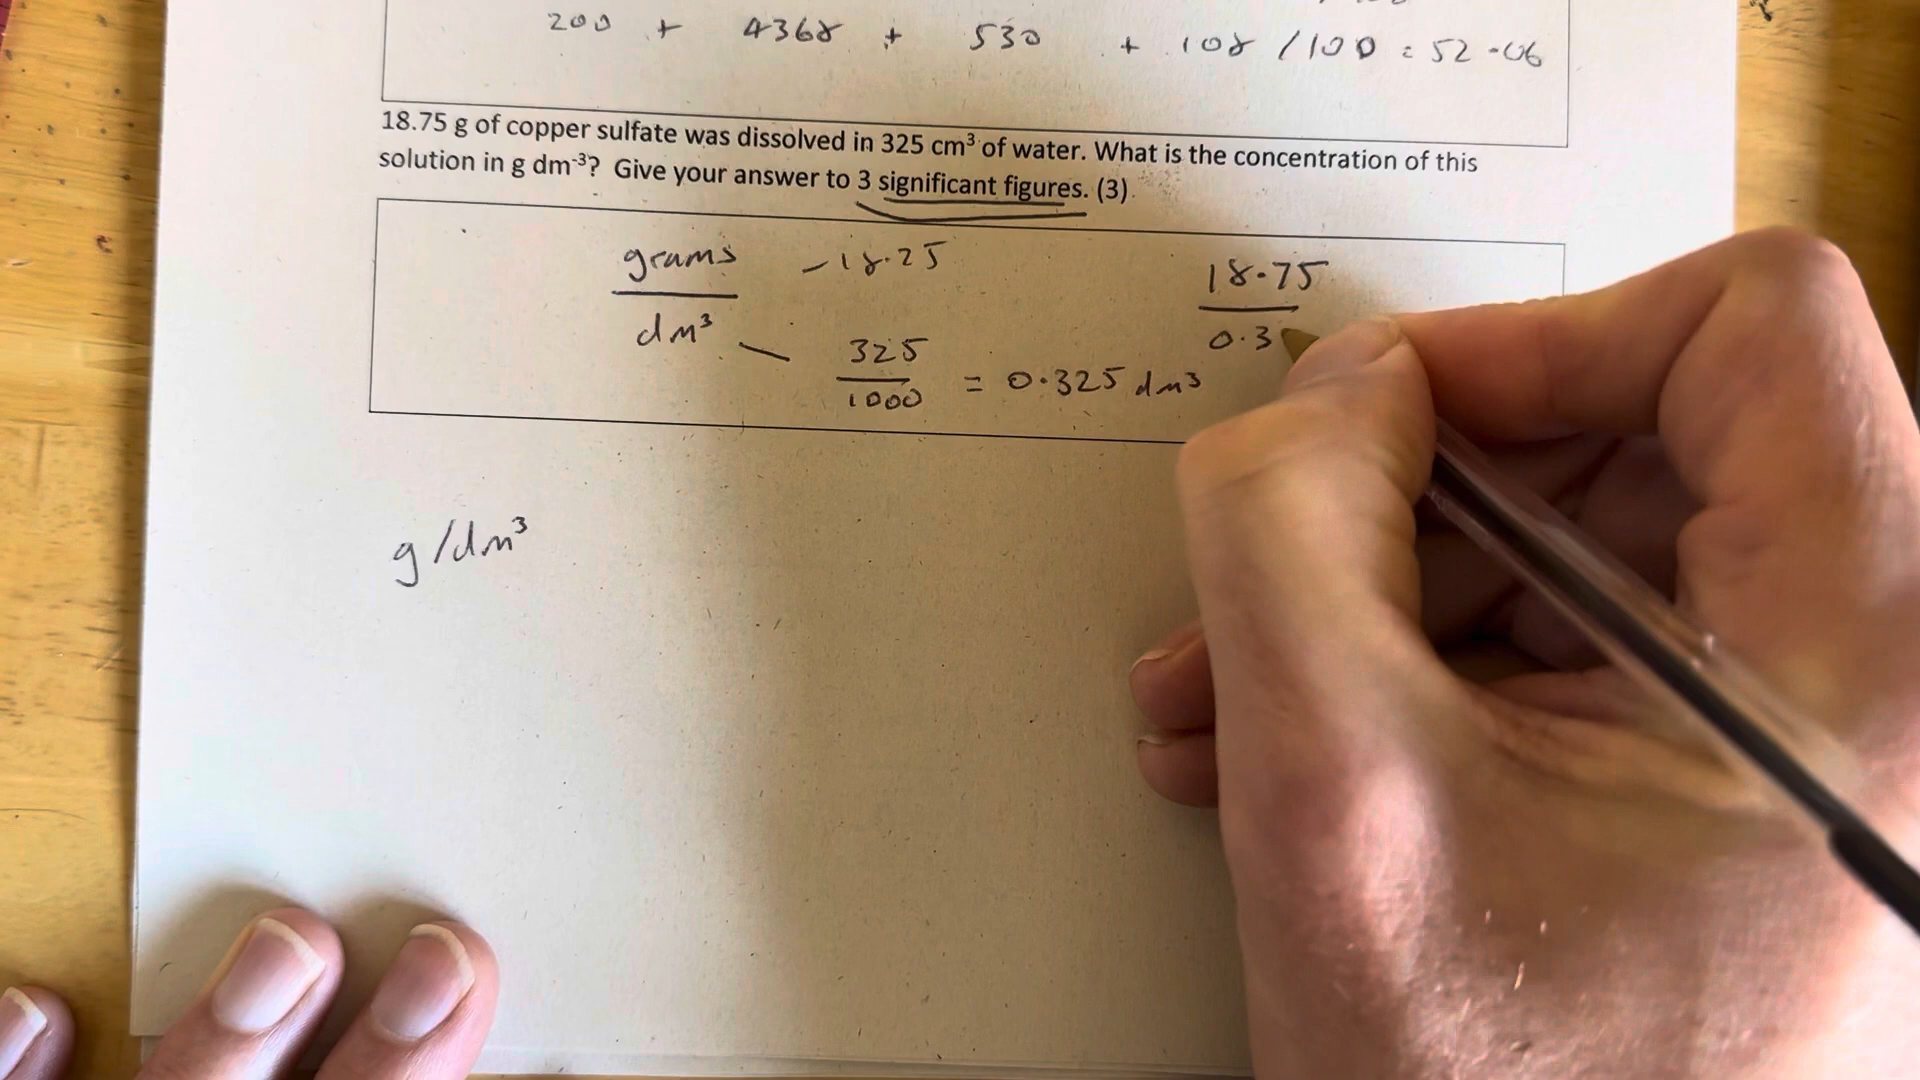 200 + 4368 + 530 + 108 / 100 = 52.06
18.75 g of copper sulfate was dissolved in 325 cm³ of water. What is the concentration of this
solution in g dm⁻³? Give your answer to 3 significant figures. (3)
grams – 18.25
dm³ – 325
1000 = 0.325 dm³
18.75
0.3
g/dm³